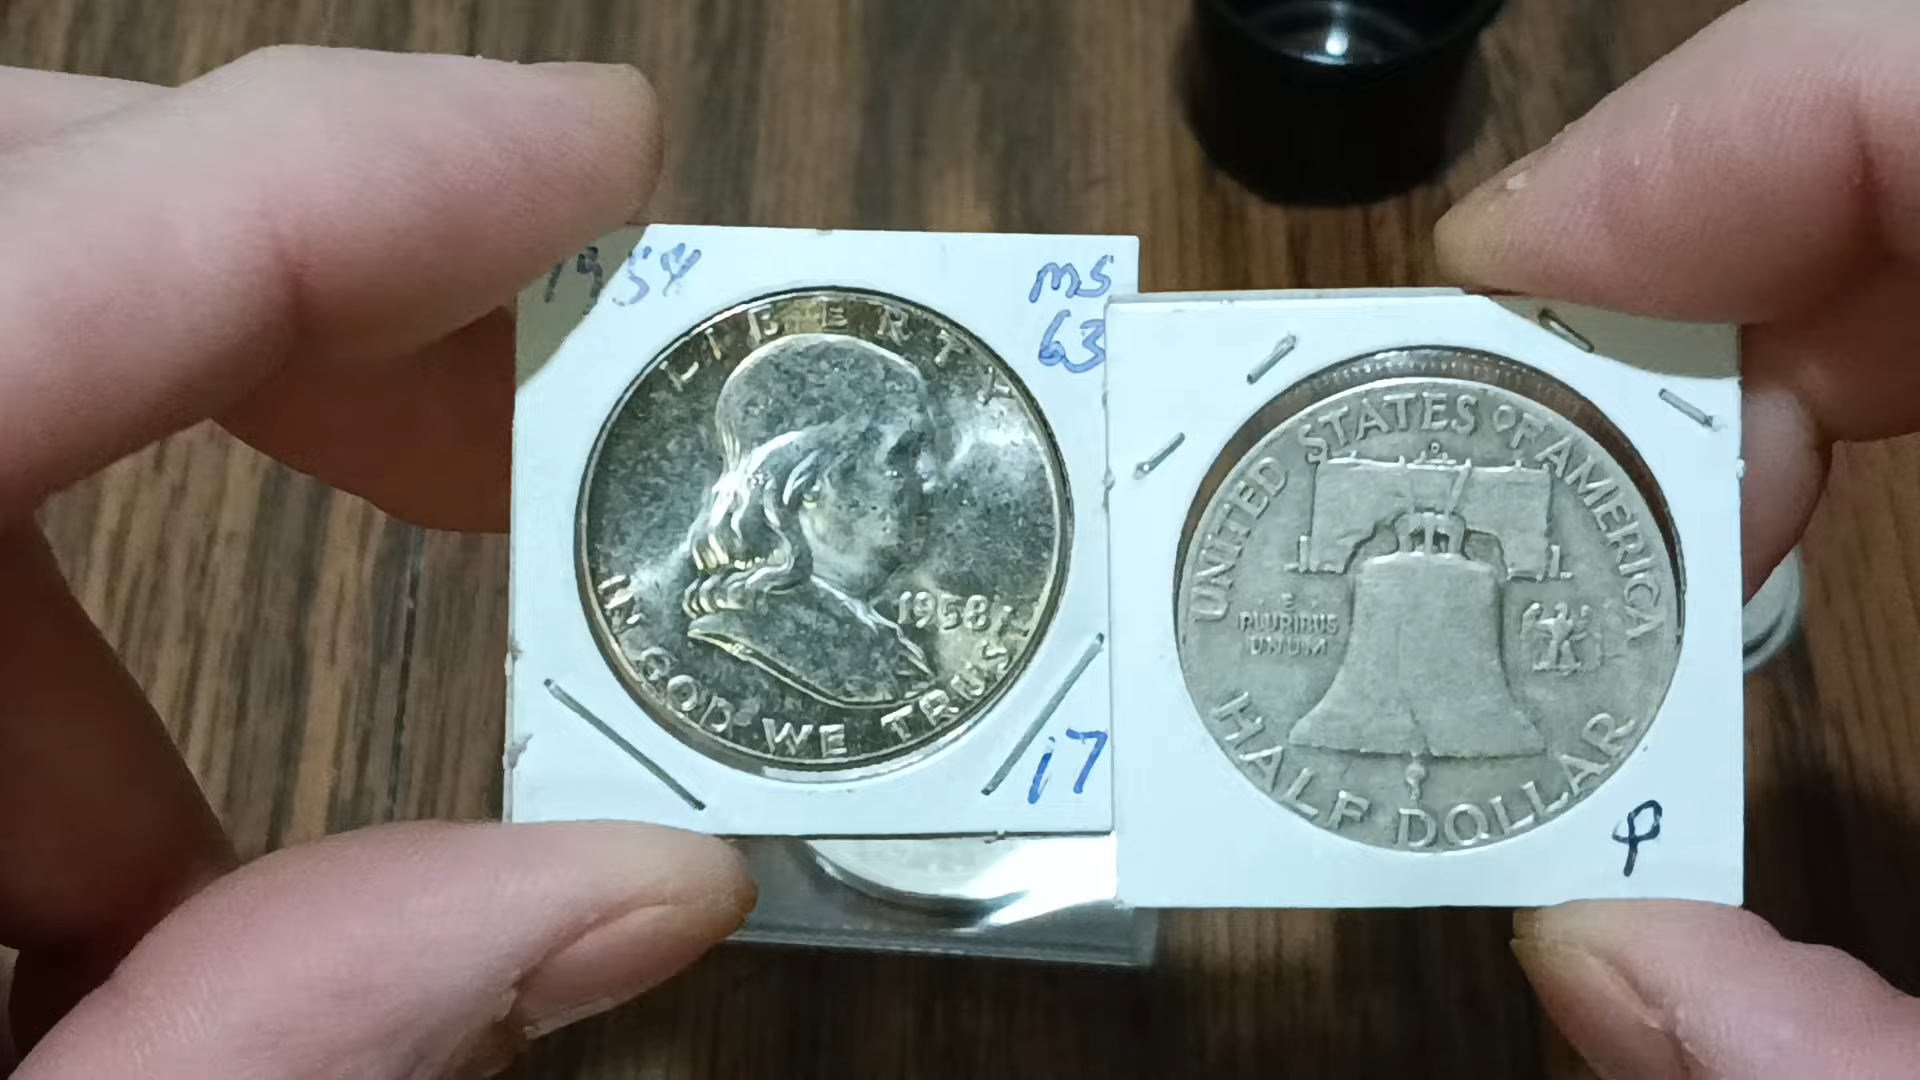 1958
MS
63
LIBERTY
1958
IN GOD WE TRUST
17
UNITED STATES OF AMERICA
D
E
PLURIBUS
UNUM
HALF DOLLAR
P